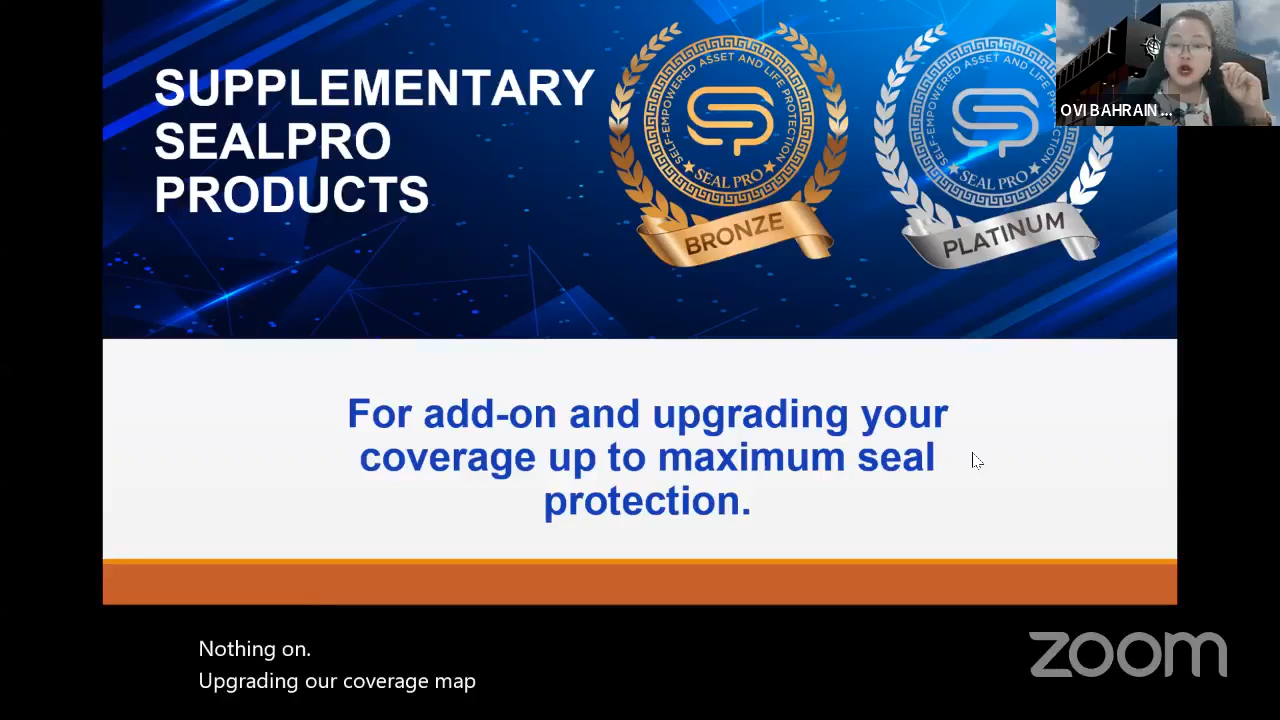 SUPPLEMENTARY
SEALPRO
PRODUCTS
SELF-EMPOWERED ASSET AND LIFE PROTECTION
SEAL PRO
BRONZE
SELF-EMPOWERED ASSET AND LIFE
SEAL PRO
PLATINUM
OVI BAHRAIN ...
For add-on and upgrading your
coverage up to maximum seal
protection.
Nothing on.
Upgrading our coverage map
zoom